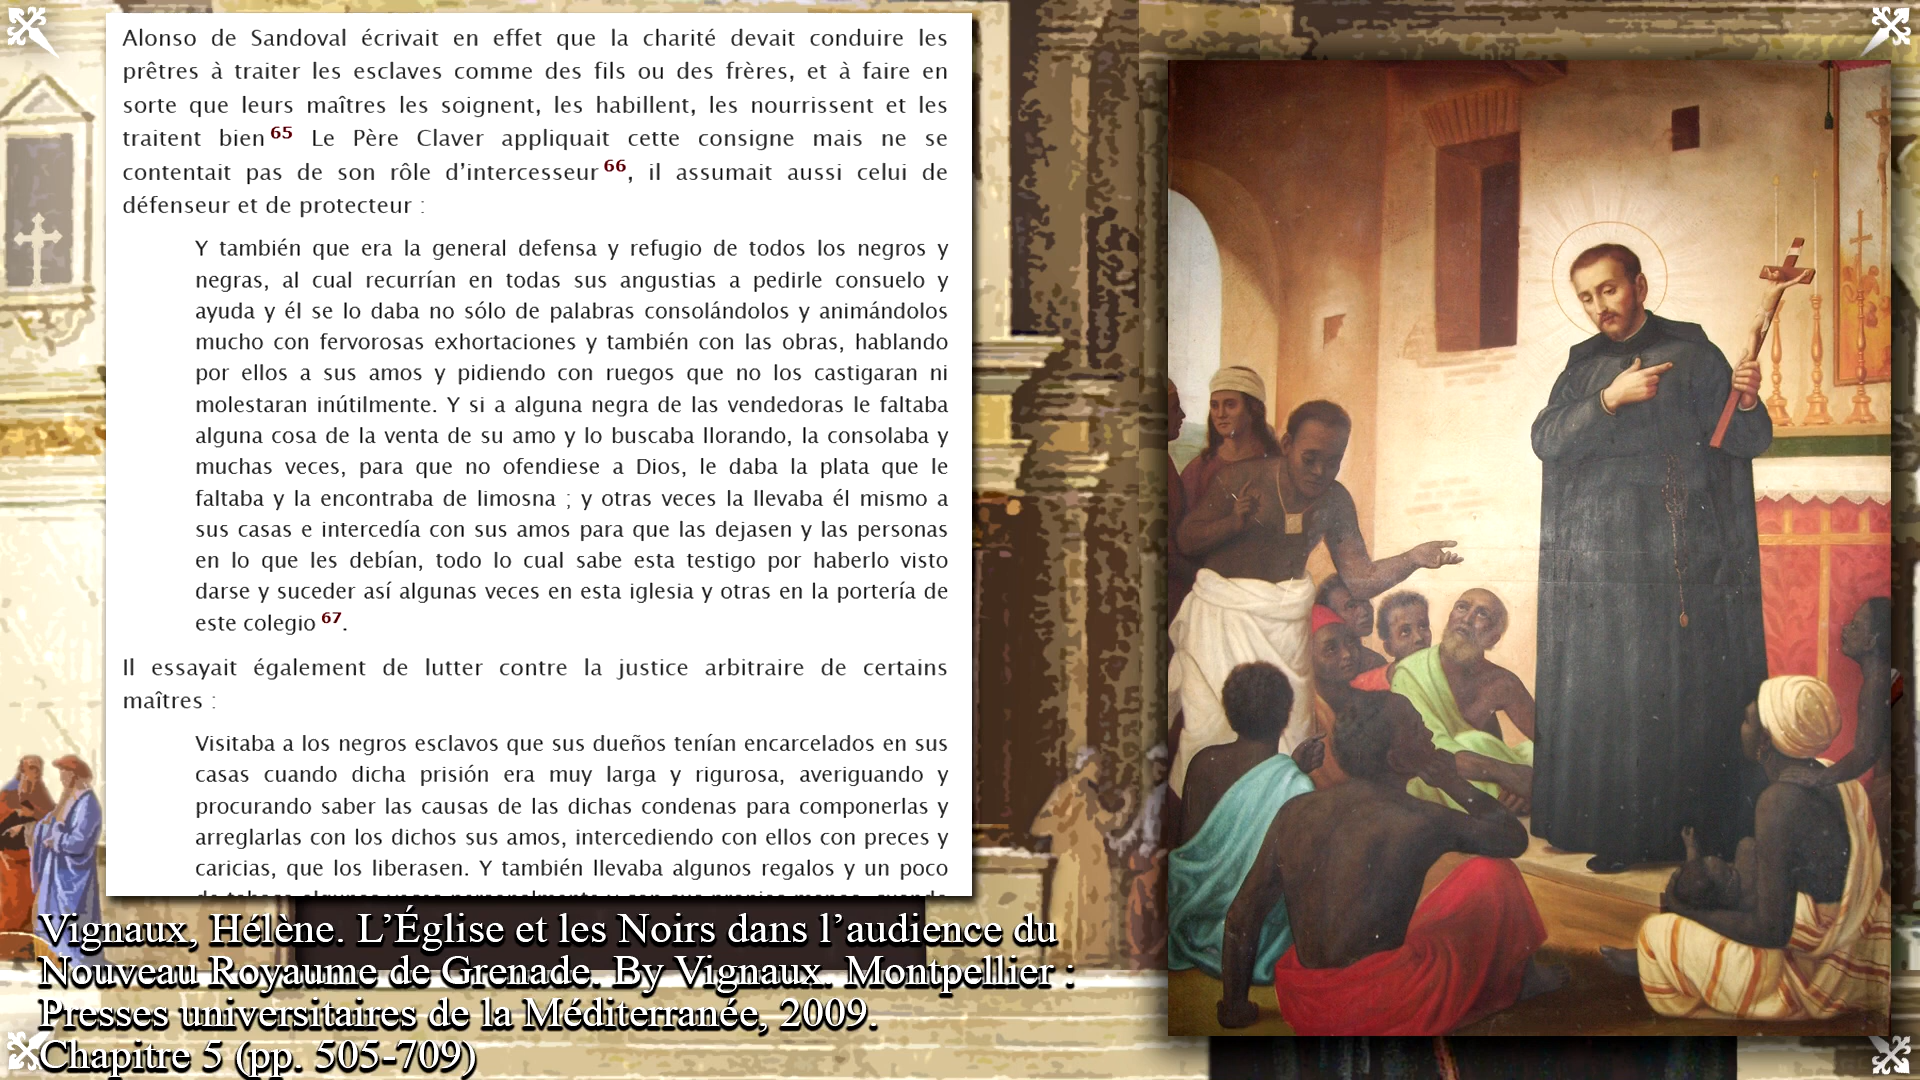 Alonso de Sandoval écrivait en effet que la charité devait conduire les
prêtres à traiter les esclaves comme des fils ou des frères, et à faire en
sorte que leurs maîtres les soignent, les habillent, les nourrissent et les
traitent bien 65 Le Père Claver appliquait cette consigne mais ne se
contentait pas de son rôle d’intercesseur 66, il assumait aussi celui de
défenseur et de protecteur :
Y también que era la general defensa y refugio de todos los negros y
negras, al cual recurrían en todas sus angustias a pedirle consuelo y
ayuda y él se lo daba no sólo de palabras consolándolos y animándolos
mucho con fervorosas exhortaciones y también con las obras, hablando
por ellos a sus amos y pidiendo con ruegos que no los castigaran ni
molestaran inútilmente. Y si a alguna negra de las vendedoras le faltaba
alguna cosa de la venta de su amo y lo buscaba llorando, la consolaba y
muchas veces, para que no ofendiese a Dios, le daba la plata que le
faltaba y la encontraba de limosna ; y otras veces la llevaba él mismo a
sus casas e intercedía con sus amos para que las dejasen y las personas
en lo que les debían, todo lo cual sabe esta testigo por haberlo visto
darse y suceder así algunas veces en esta iglesia y otras en la portería de
este colegio 67.
Il essayait également de lutter contre la justice arbitraire de certains
maîtres :
Visitaba a los negros esclavos que sus dueños tenían encarcelados en sus
casas cuando dicha prisión era muy larga y rigurosa, averiguando y
procurando saber las causas de las dichas condenas para componerlas y
arreglarlas con los dichos sus amos, intercediendo con ellos con preces y
caricias, que los liberasen. Y también llevaba algunos regalos y un poco
Vignaux, Hélène. L’Église et les Noirs dans l’audience du
Nouveau Royaume de Grenade. By Vignaux. Montpellier :
Presses universitaires de la Méditerranée, 2009.
Chapitre 5 (pp. 505-709)